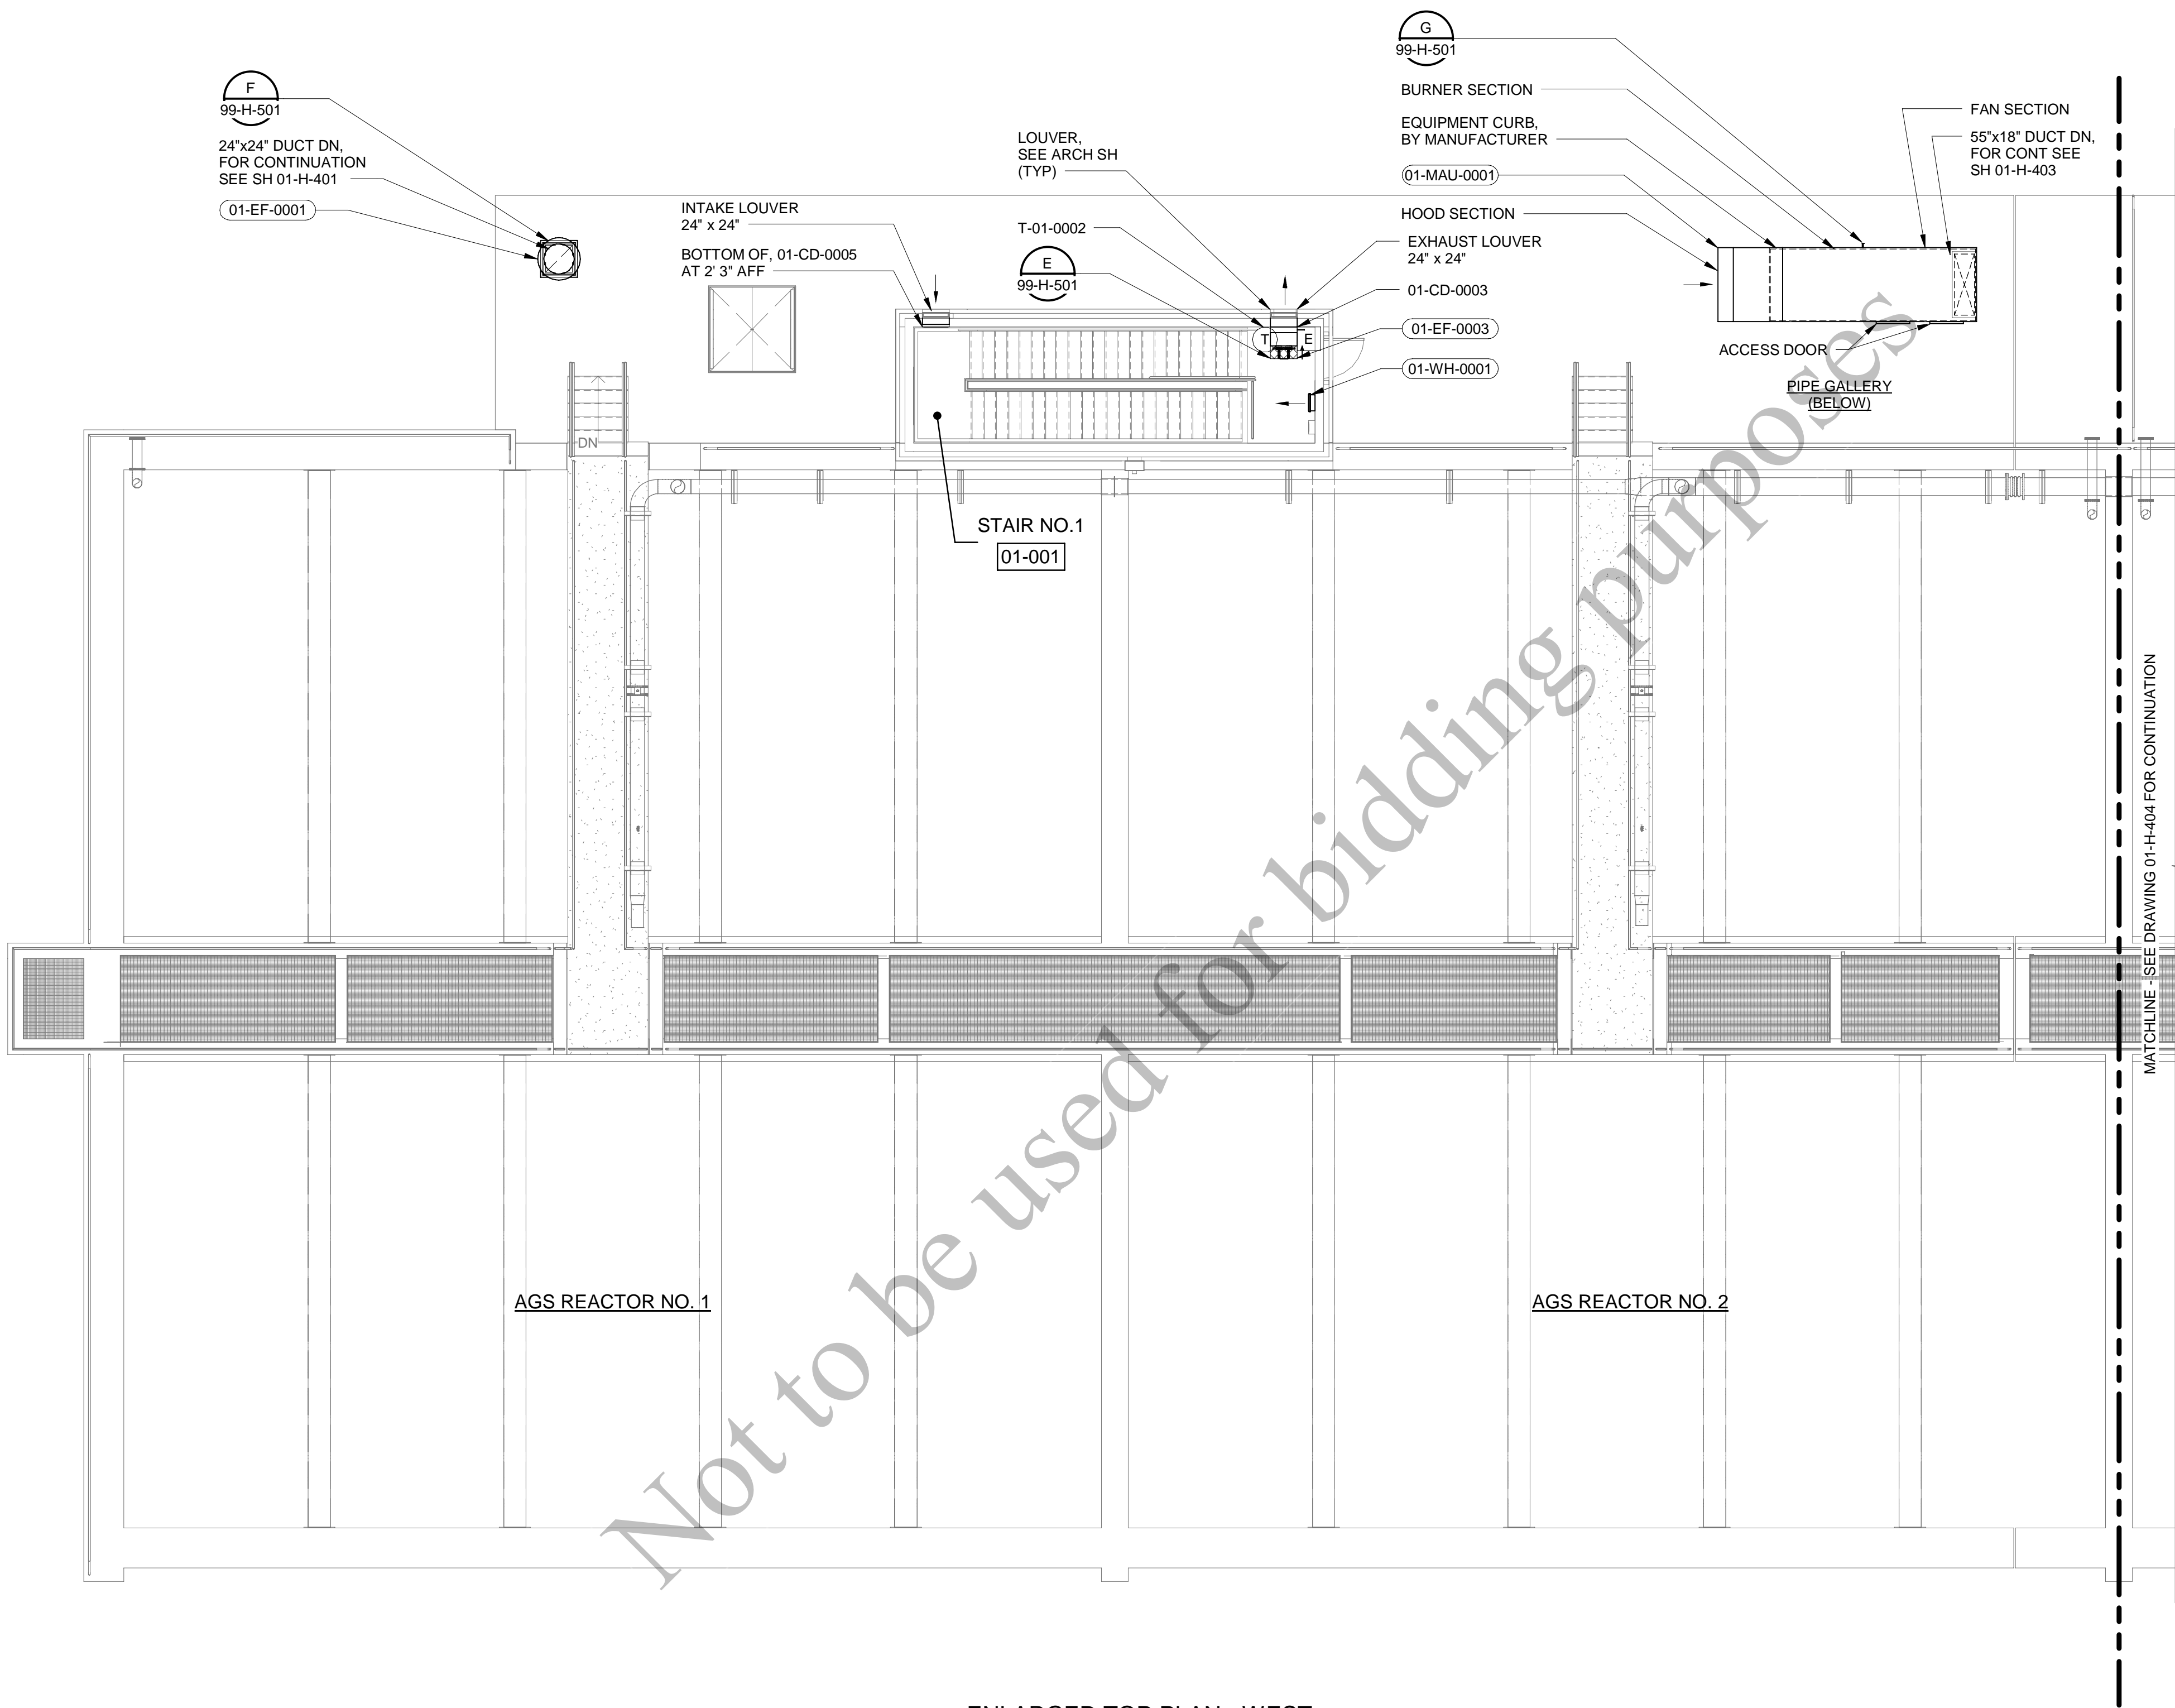 G
99-H-501
F
99-H-501
BURNER SECTION
FAN SECTION
EQUIPMENT CURB,
BY MANUFACTURER
55"x18" DUCT DN,
FOR CONT SEE
SH 01-H-403
24"x24" DUCT DN,
FOR CONTINUATION
SEE SH 01-H-401
LOUVER,
SEE ARCH SH
(TYP)
01-MAU-0001
01-EF-0001
INTAKE LOUVER
24" x 24"
HOOD SECTION
T-01-0002
EXHAUST LOUVER
24" x 24"
BOTTOM OF, 01-CD-0005
AT 2' 3" AFF
E
99-H-501
01-CD-0003
01-EF-0003
T
E
ACCESS DOOR
01-WH-0001
PIPE GALLERY
(BELOW)
DN
STAIR NO.1
01-001
MATCHLINE - SEE DRAWING 01-H-404 FOR CONTINUATION
AGS REACTOR NO. 1
AGS REACTOR NO. 2
Not to be used for bidding purposes
ENLARGED TOP PLAN - WEST